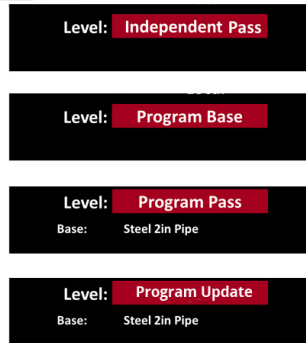 Level: Independent Pass
Level: Program Base
Level: Program Pass
Base: Steel 2in Pipe
Level: Program Update
Base: Steel 2in Pipe